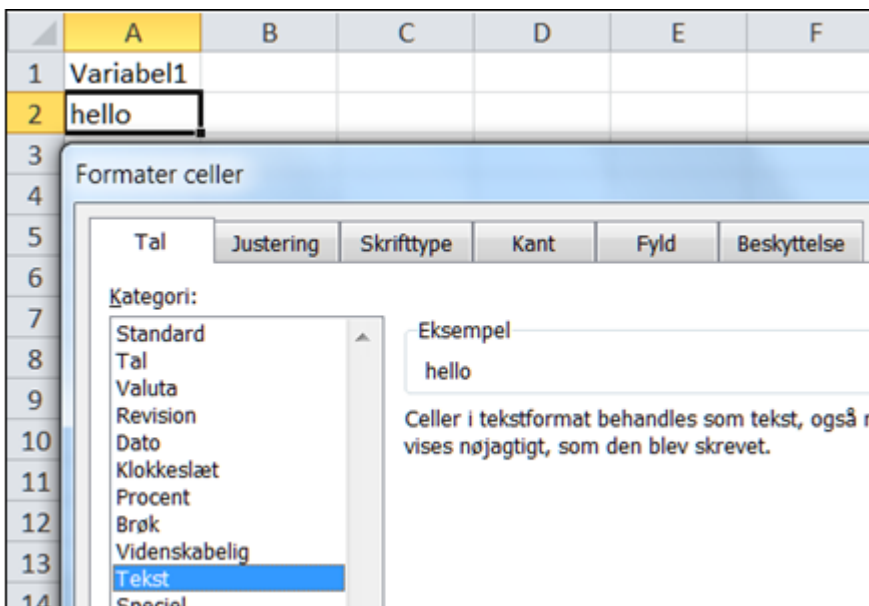 A B C D E F
1 Variabel1
2 hello
3
Formater celler
4
5
Tal Justering Skrifttype Kant Fyld Beskyttelse
6
Kategori:
7
Standard
Eksempel
8
Tal
hello
Valuta
9
Revision
Celler i tekstformat behandles som tekst, også
10
Dato
vises nøjagtigt, som den blev skrevet.
Klokkeslæt
11
Procent
12
Brøk
Videnskabelig
13
Tekst
14
Speciel